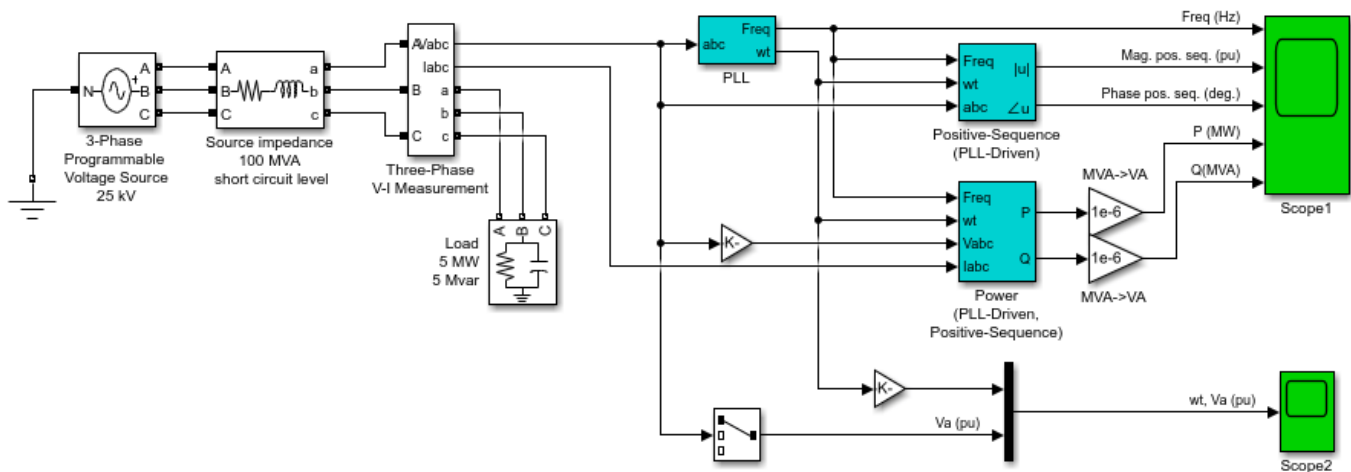 N
A
B
C
3-Phase
Programmable
Voltage Source
25 kV
A
B
C
a
b
c
Source impedance
100 MVA
short circuit level
A
B
C
Vabc
Iabc
a
b
c
Three-Phase
V-I Measurement
A
B
C
Load
5 MW
5 Mvar
abc
Freq
wt
PLL
Freq
wt
abc
|u|
∠u
Positive-Sequence
(PLL-Driven)
-K-
Freq
wt
Vabc
Iabc
P
Q
Power
(PLL-Driven,
Positive-Sequence)
MVA->VA
1e-6
1e-6
MVA->VA
Freq (Hz)
Mag. pos. seq. (pu)
Phase pos. seq. (deg.)
P (MW)
Q(MVA)
Scope1
-K-
Va (pu)
wt, Va (pu)
Scope2